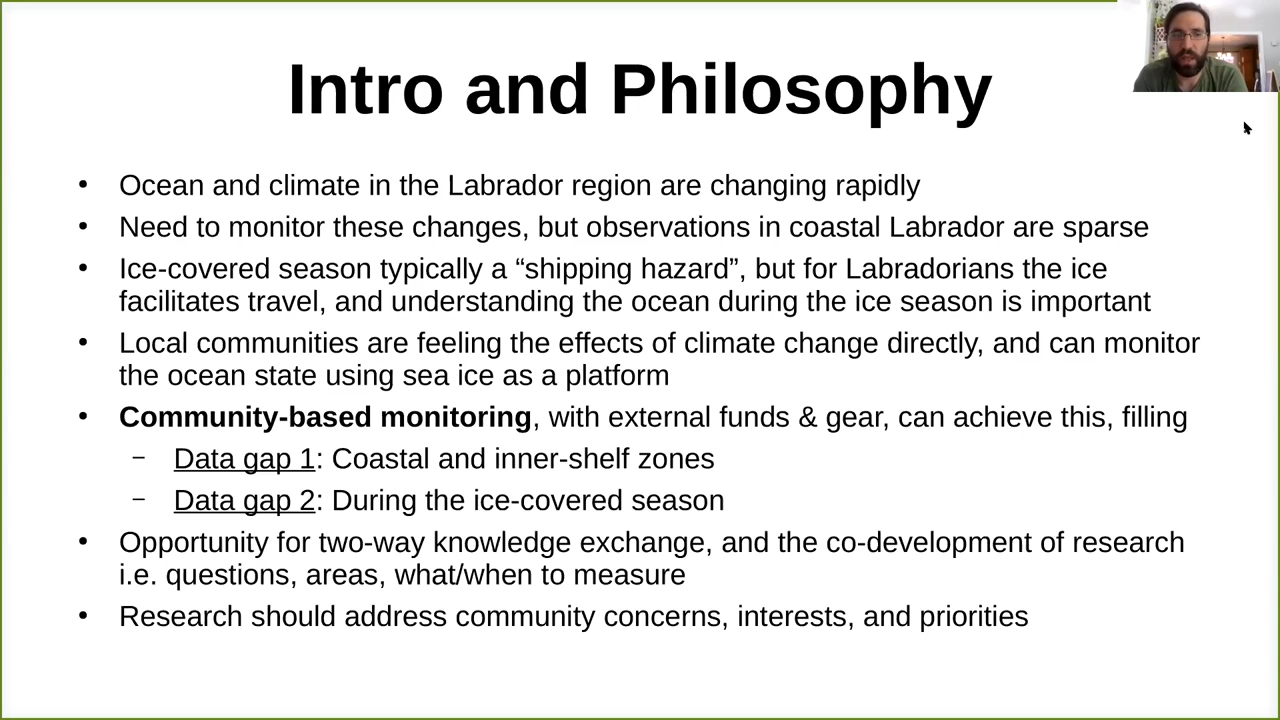 Intro and Philosophy
• Ocean and climate in the Labrador region are changing rapidly
• Need to monitor these changes, but observations in coastal Labrador are sparse
• Ice-covered season typically a “shipping hazard”, but for Labradorians the ice
facilitates travel, and understanding the ocean during the ice season is important
• Local communities are feeling the effects of climate change directly, and can monitor
the ocean state using sea ice as a platform
• Community-based monitoring, with external funds & gear, can achieve this, filling
– Data gap 1: Coastal and inner-shelf zones
– Data gap 2: During the ice-covered season
• Opportunity for two-way knowledge exchange, and the co-development of research
i.e. questions, areas, what/when to measure
• Research should address community concerns, interests, and priorities